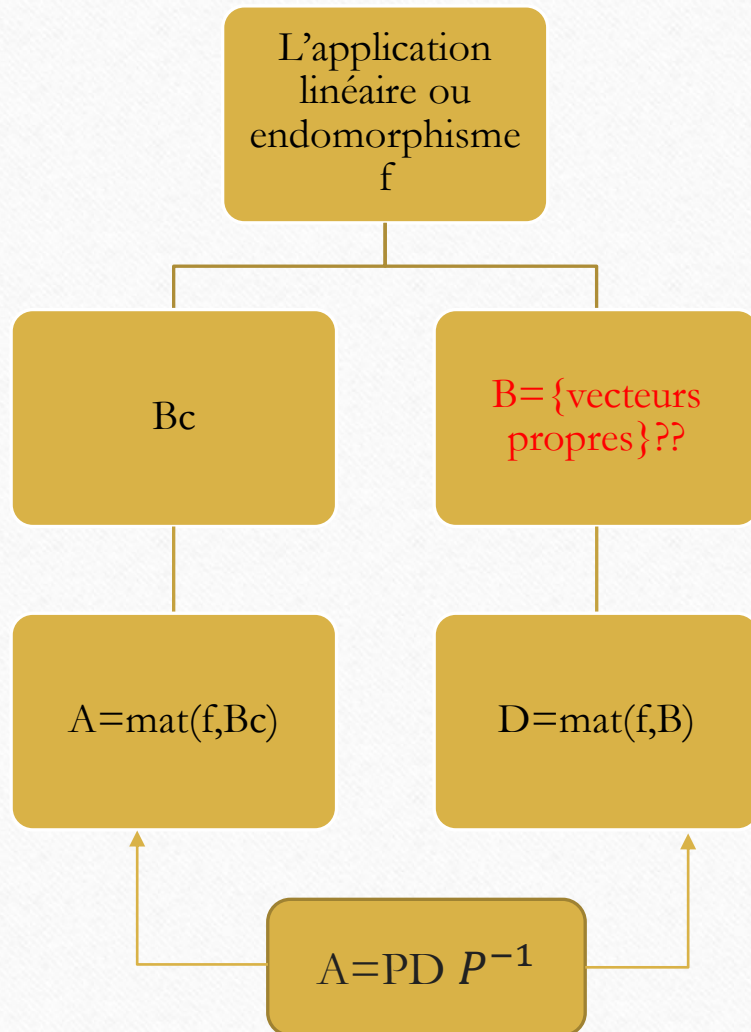 L’application
linéaire ou
endomorphisme
f
Bc
B={vecteurs
propres}??
A=mat(f,Bc)
D=mat(f,B)
A=PD P⁻¹